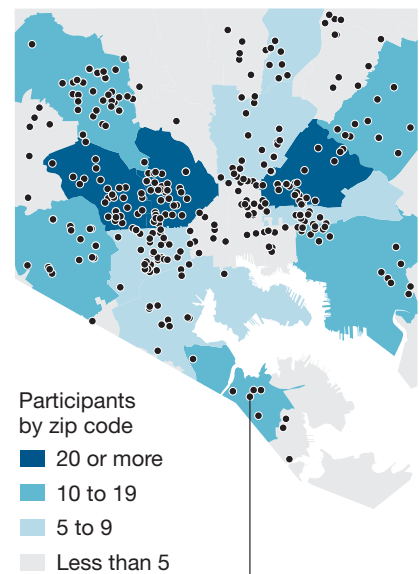 Participants
by zip code
20 or more
10 to 19
5 to 9
Less than 5